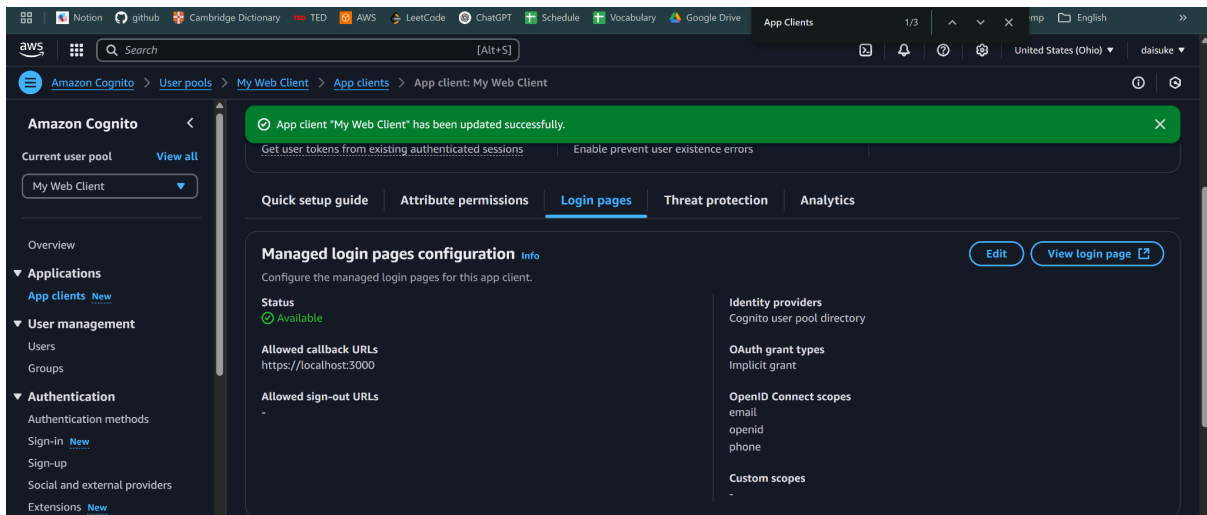 Notion github Cambridge Dictionary TED TED AWS LeetCode ChatGPT Schedule Vocabulary Google Drive
App Clients 1/3
mp English »
aws Search [Alt+S] United States (Ohio) daisuke
Amazon Cognito > User pools > My Web Client > App clients > App client: My Web Client
Amazon Cognito
Current user pool View all
My Web Client
Overview
Applications
App clients New
User management
Users
Groups
Authentication
Authentication methods
Sign-in New
Sign-up
Social and external providers
Extensions New
App client "My Web Client" has been updated successfully.
Get user tokens from existing authenticated sessions
Enable prevent user existence errors
Quick setup guide Attribute permissions Login pages Threat protection Analytics
Managed login pages configuration Info
Edit View login page
Configure the managed login pages for this app client.
Status
Available
Allowed callback URLs
https://localhost:3000
Allowed sign-out URLs
-
Identity providers
Cognito user pool directory
OAuth grant types
Implicit grant
OpenID Connect scopes
email
openid
phone
Custom scopes
-